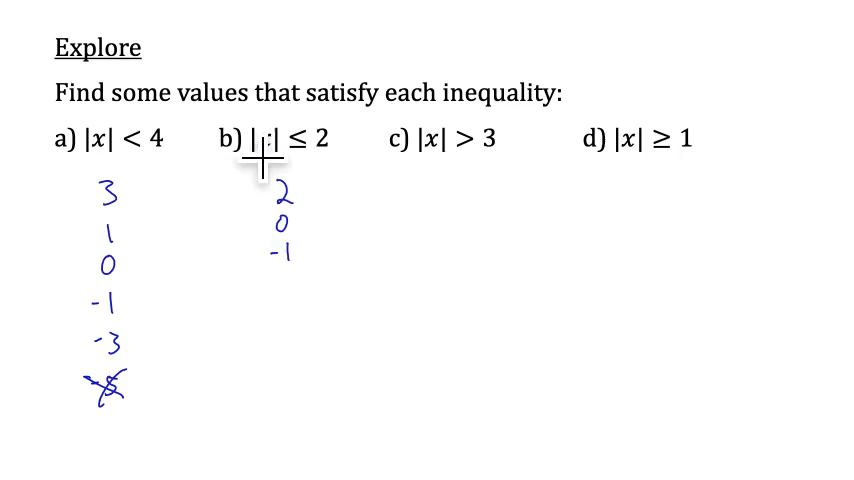 Explore
Find some values that satisfy each inequality:
a) |x| < 4 b) | | ≤ 2 c) |x| > 3 d) |x| ≥ 1
3 2
1 0
0 -1
-1
-3